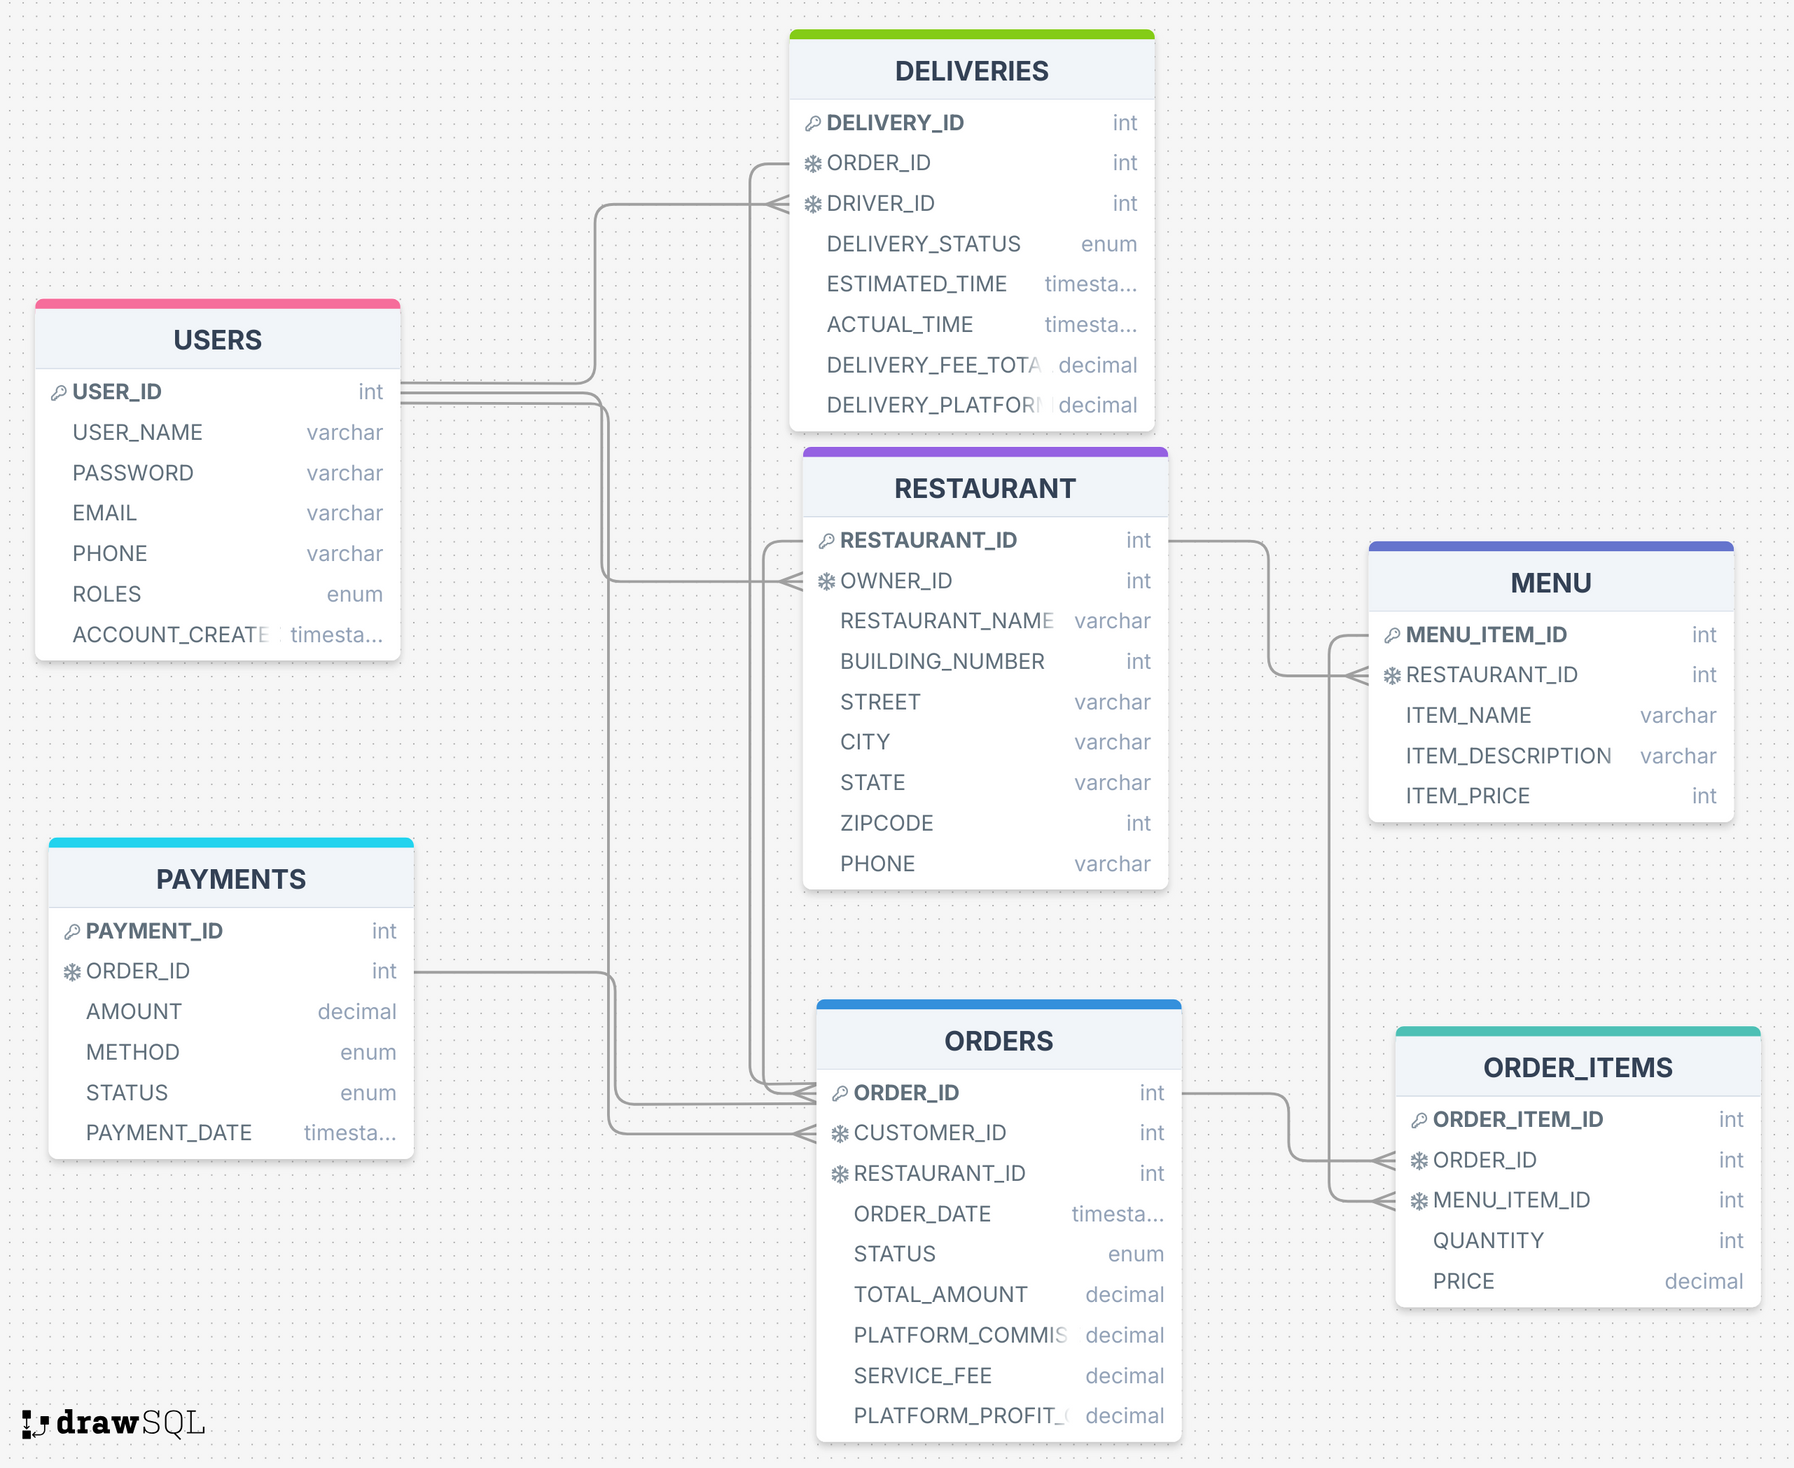 DELIVERIES
DELIVERY_ID int
ORDER_ID int
DRIVER_ID int
DELIVERY_STATUS enum
ESTIMATED_TIME timesta...
ACTUAL_TIME timesta...
DELIVERY_FEE_TOTA decimal
DELIVERY_PLATFORM decimal
USERS
USER_ID int
USER_NAME varchar
PASSWORD varchar
EMAIL varchar
PHONE varchar
ROLES enum
ACCOUNT_CREATE timesta...
RESTAURANT
RESTAURANT_ID int
OWNER_ID int
RESTAURANT_NAME varchar
BUILDING_NUMBER int
STREET varchar
CITY varchar
STATE varchar
ZIPCODE int
PHONE varchar
MENU
MENU_ITEM_ID int
RESTAURANT_ID int
ITEM_NAME varchar
ITEM_DESCRIPTION varchar
ITEM_PRICE int
PAYMENTS
PAYMENT_ID int
ORDER_ID int
AMOUNT decimal
METHOD enum
STATUS enum
PAYMENT_DATE timesta...
ORDERS
ORDER_ID int
CUSTOMER_ID int
RESTAURANT_ID int
ORDER_DATE timesta...
STATUS enum
TOTAL_AMOUNT decimal
PLATFORM_COMMIS decimal
SERVICE_FEE decimal
PLATFORM_PROFIT_ decimal
ORDER_ITEMS
ORDER_ITEM_ID int
ORDER_ID int
MENU_ITEM_ID int
QUANTITY int
PRICE decimal
drawSQL